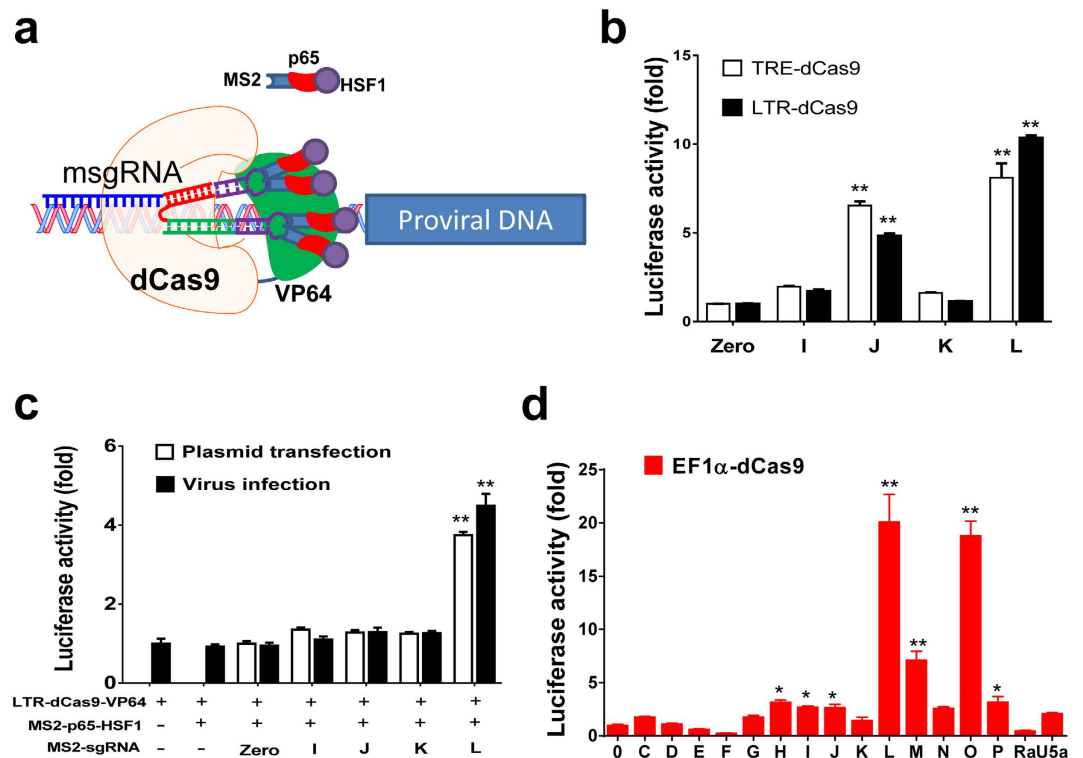 a
p65
MS2
HSF1
msgRNA
Proviral DNA
dCas9
VP64
b
Luciferase activity (fold)
15
10
5
0
TRE-dCas9
LTR-dCas9
**
**
**
**
Zero I J K L
c
Luciferase activity (fold)
6
4
2
0
Plasmid transfection
Virus infection
**
**
LTR-dCas9-VP64 + + + + + + +
MS2-p65-HSF1 – + + + + + +
MS2-sgRNA – – Zero I J K L
d
Luciferase activity (fold)
25
20
15
10
5
0
EF1α-dCas9
* * * ** ** ** *
0 C D E F G H I J K L M N O P RaU5a